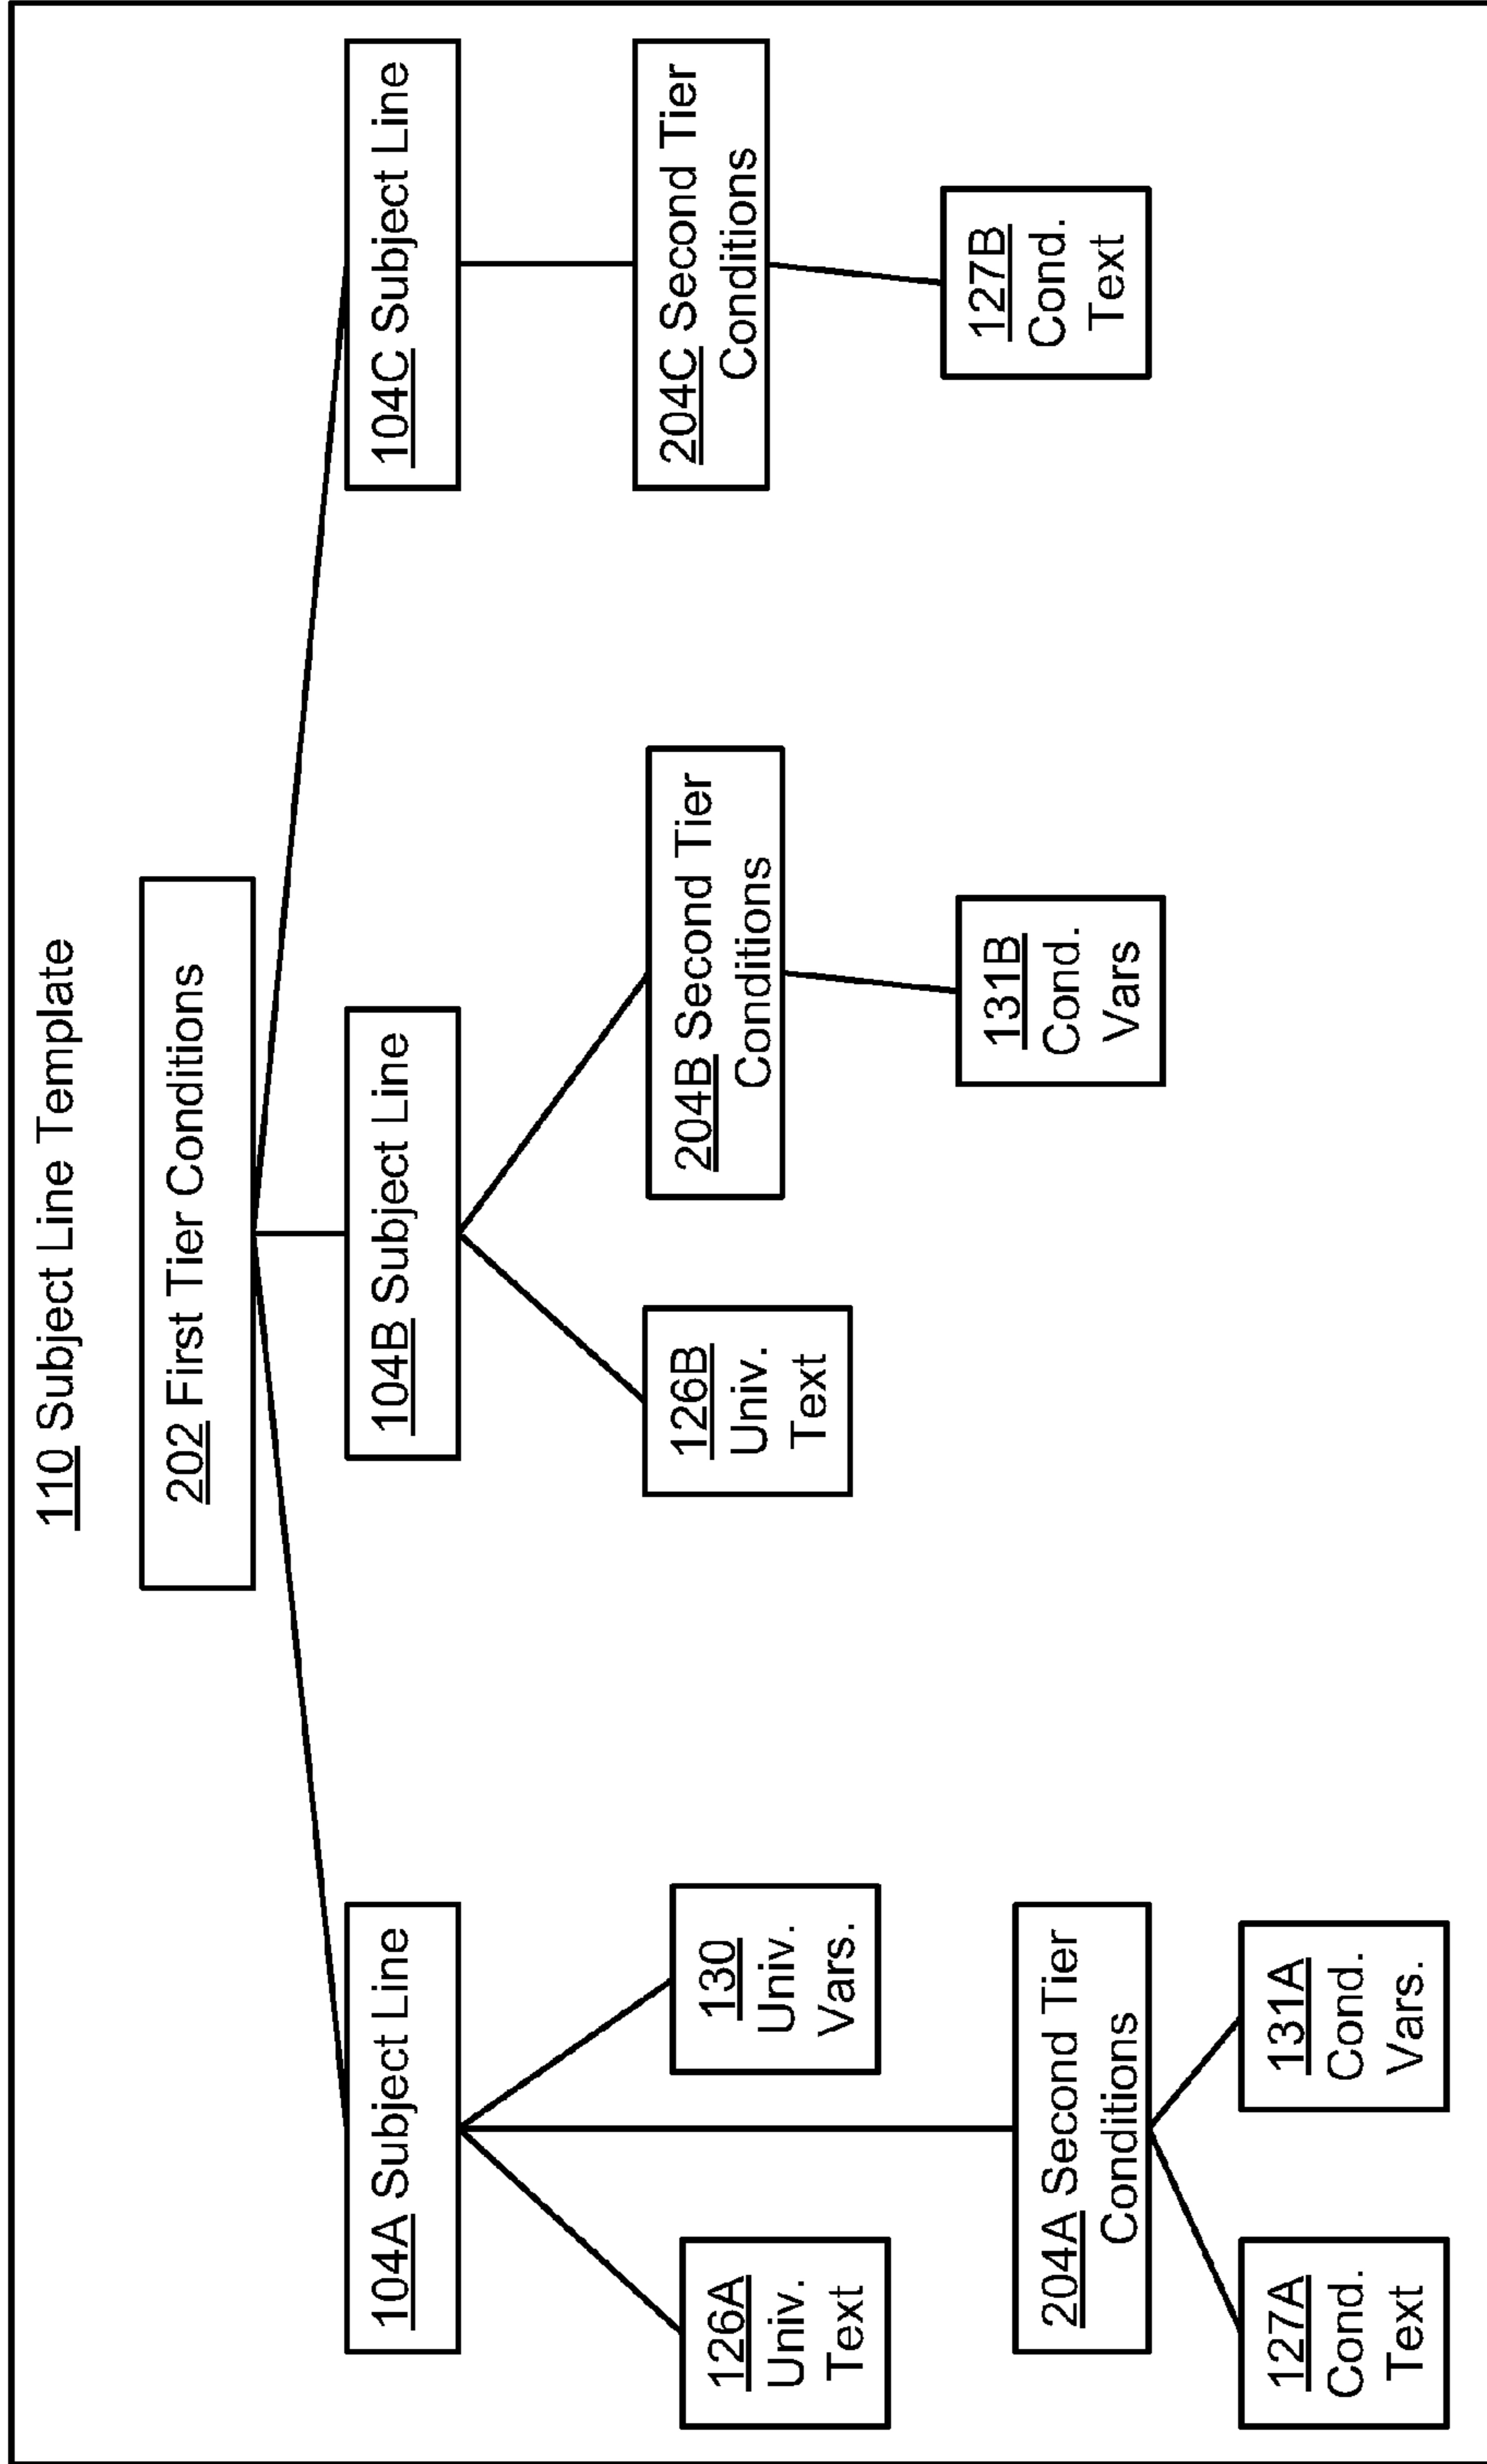 110 Subject Line Template
202 First Tier Conditions
104A Subject Line
104B Subject Line
104C Subject Line
126A
Univ.
Text
130
Univ.
Vars.
204A Second Tier
Conditions
127A
Cond.
Text
131A
Cond.
Vars.
126B
Univ.
Text
204B Second Tier
Conditions
131B
Cond.
Vars
204C Second Tier
Conditions
127B
Cond.
Text